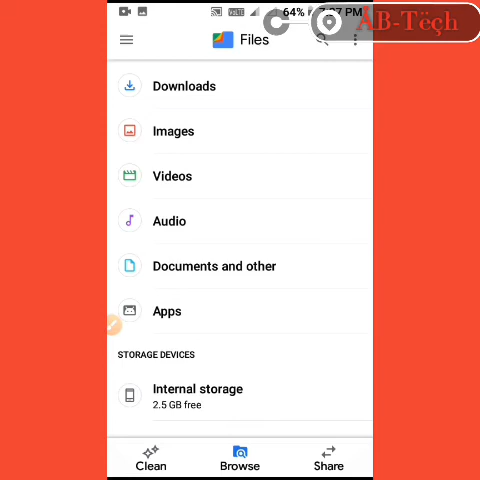 64%
AB-Tëçh
Files
Downloads
Images
Videos
Audio
Documents and other
Apps
STORAGE DEVICES
Internal storage
2.5 GB free
Clean
Browse
Share